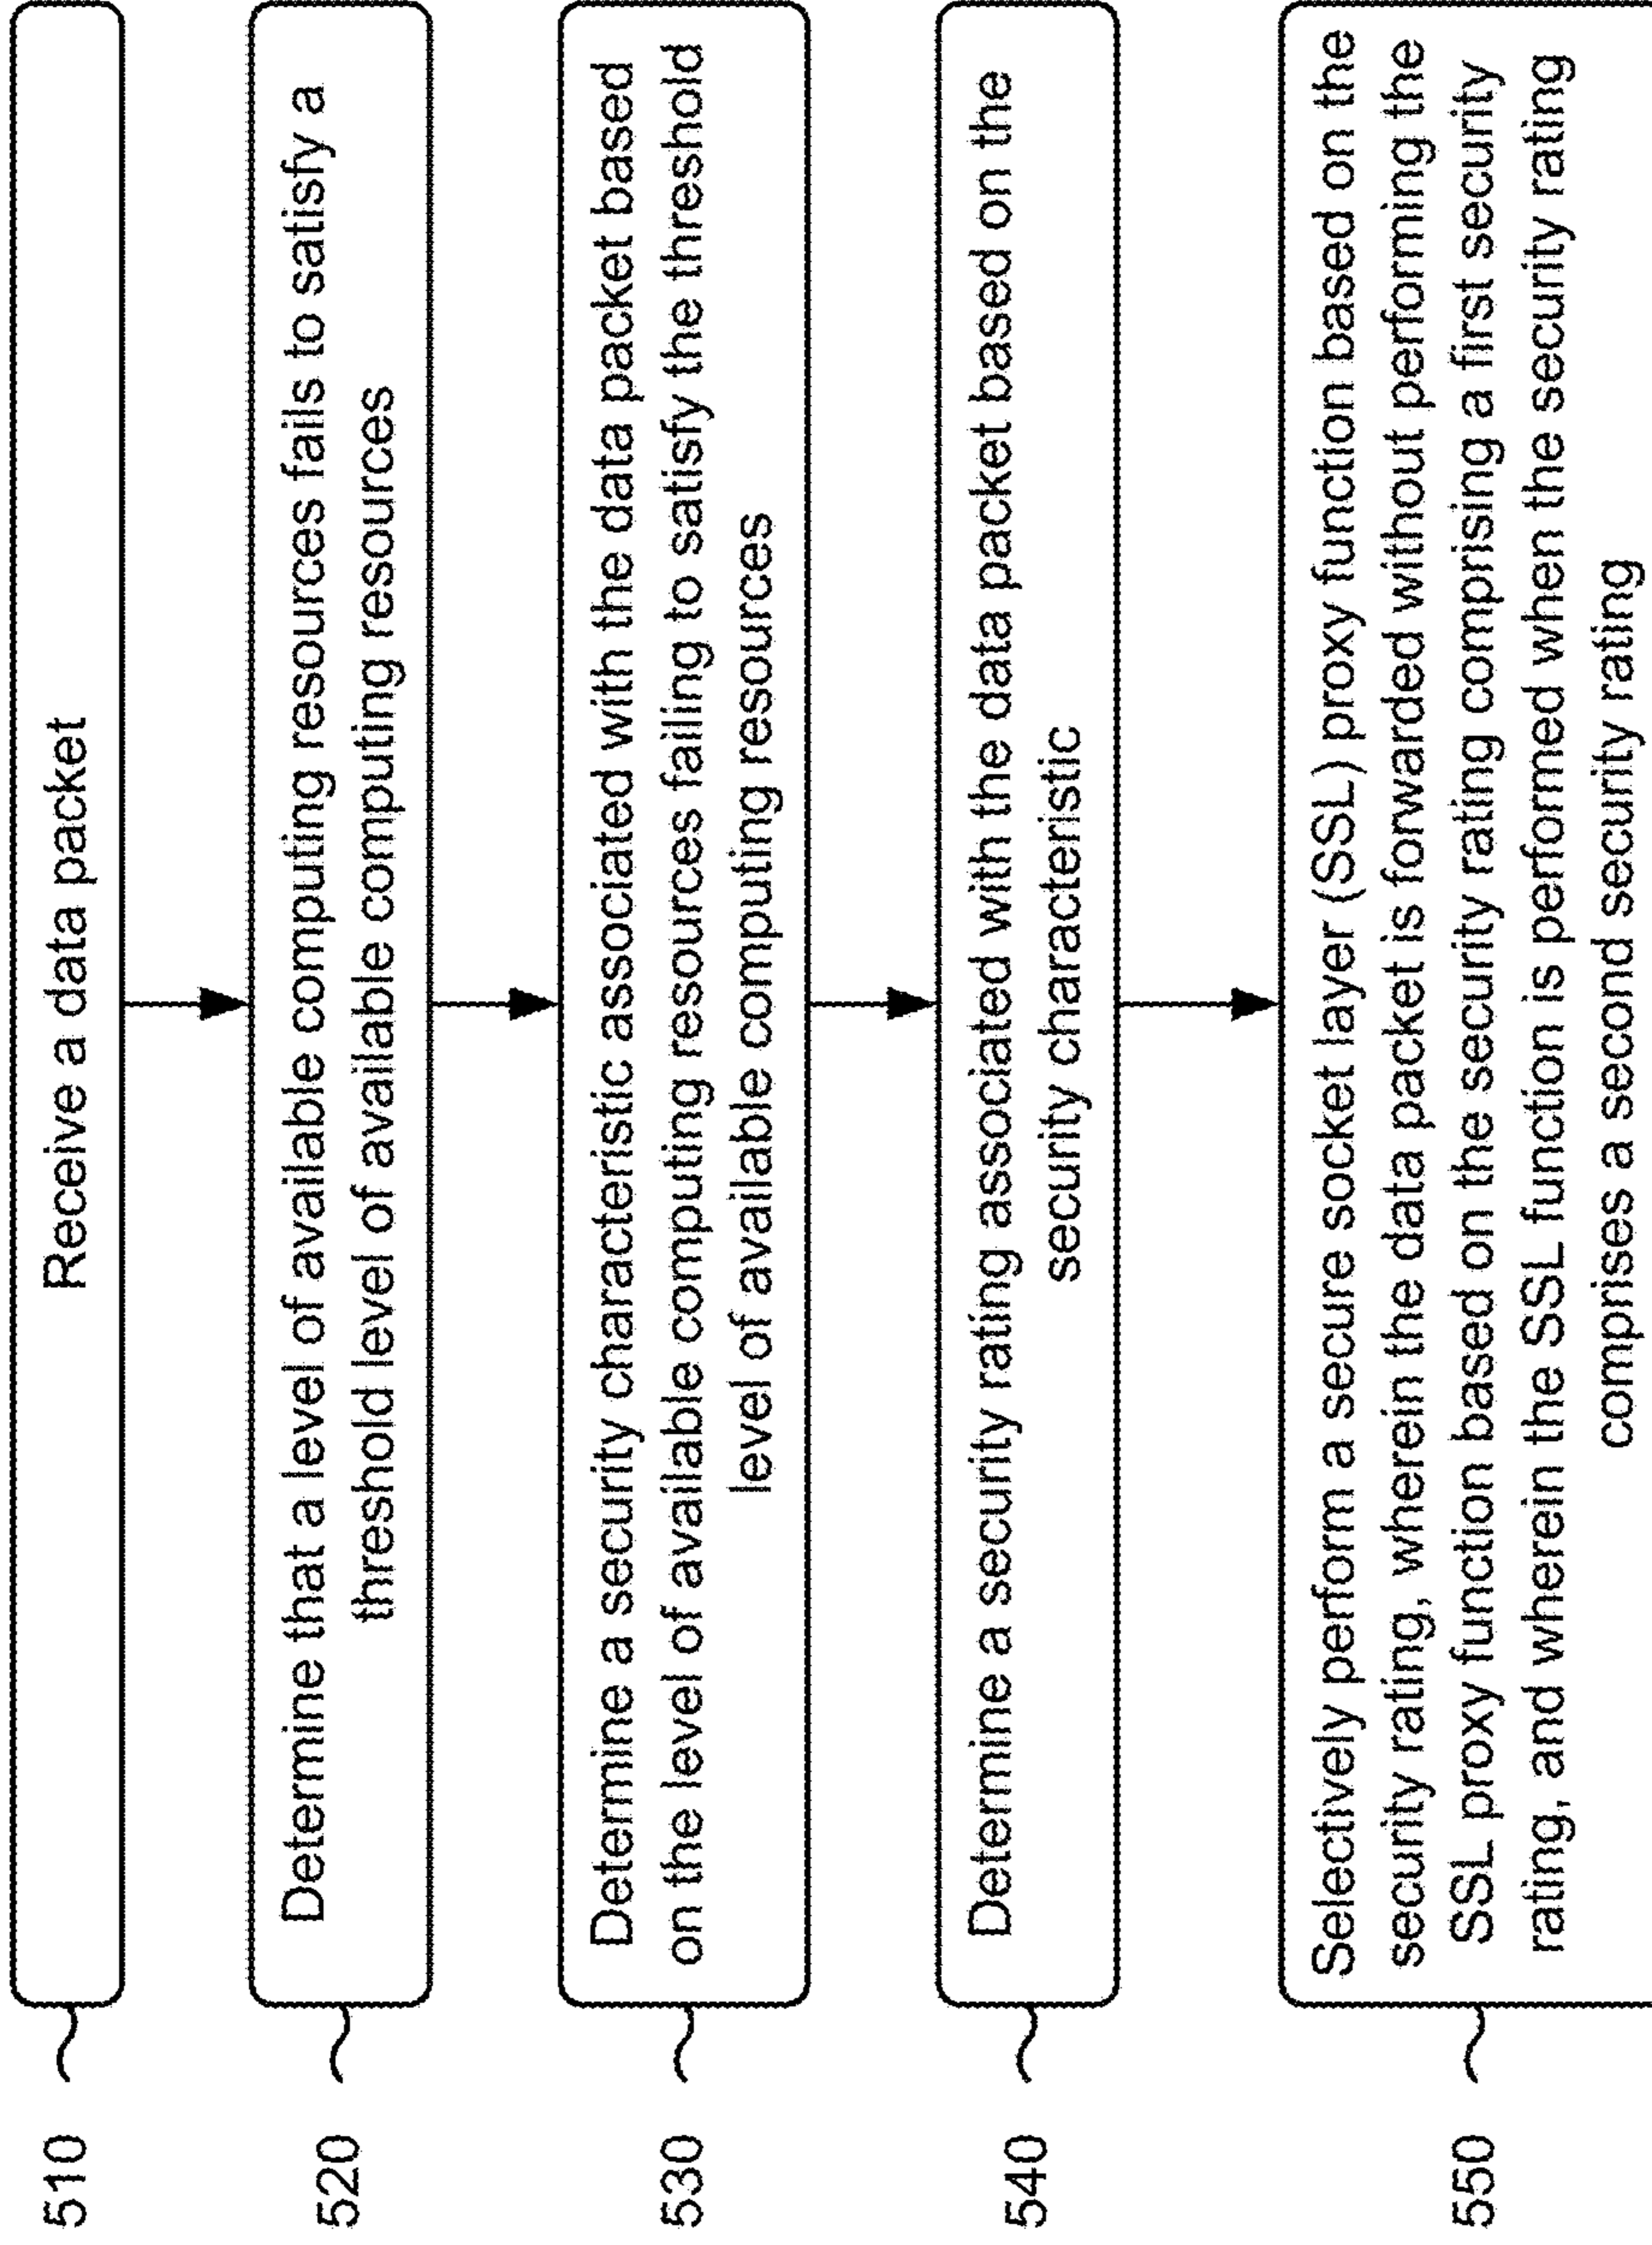 510
Receive a data packet
520
Determine that a level of available computing resources fails to satisfy a
threshold level of available computing resources
530
Determine a security characteristic associated with the data packet based
on the level of available computing resources failing to satisfy the threshold
level of available computing resources
540
Determine a security rating associated with the data packet based on the
security characteristic
550
Selectively perform a secure socket layer (SSL) proxy function based on the
security rating, wherein the data packet is forwarded without performing the
SSL proxy function based on the security rating comprising a first security
rating, and wherein the SSL function is performed when the security rating
comprises a second security rating